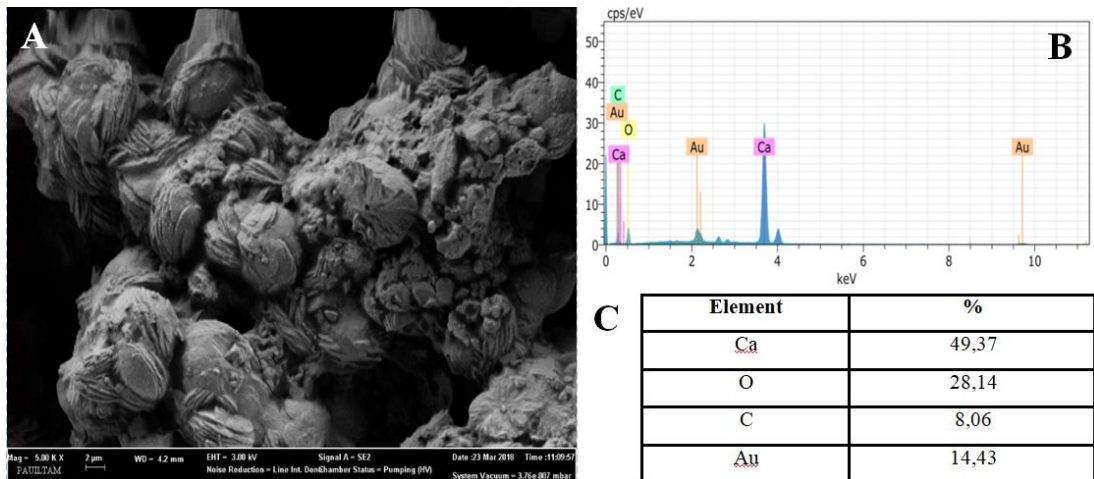 A
Mag = 5.00 K X 2 µm WD = 4.2 mm EHT = 3.00 kV Signal A = SE2 Date :23 Mar 2018 Time :11:09:57
PAUILTAM Noise Reduction = Line Int. Done Chamber Status = Pumping (HV)
System Vacuum = 3.76e-007 mbar
B
cps/eV
50
40
30
20
10
0
C
Au
O
Ca
Au
Ca
Au
0 2 4 6 8 10
keV
C
Element %
Ca 49,37
O 28,14
C 8,06
Au 14,43